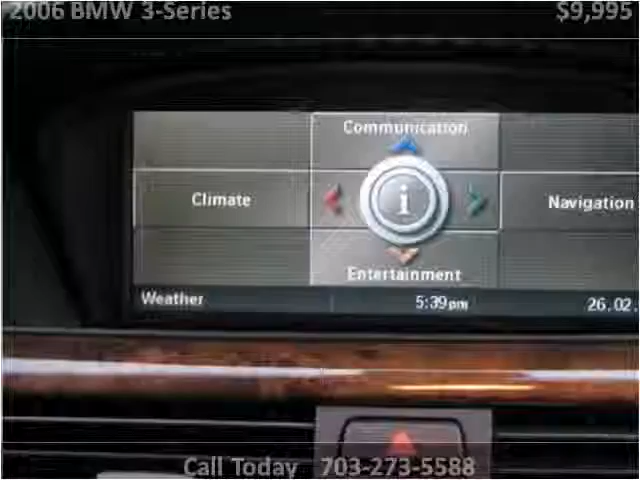 2006 BMW 3-Series $9,995
Communication
Climate i Navigation
Entertainment
Weather 5:39pm 26.02.
Call Today 703-273-5588